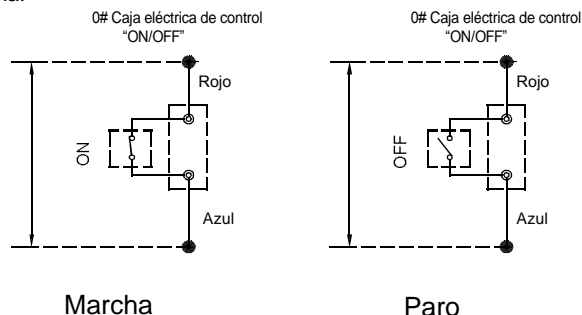 0# Caja eléctrica de control
“ON/OFF”
Rojo
ON
Azul
Marcha
0# Caja eléctrica de control
“ON/OFF”
Rojo
OFF
Azul
Paro